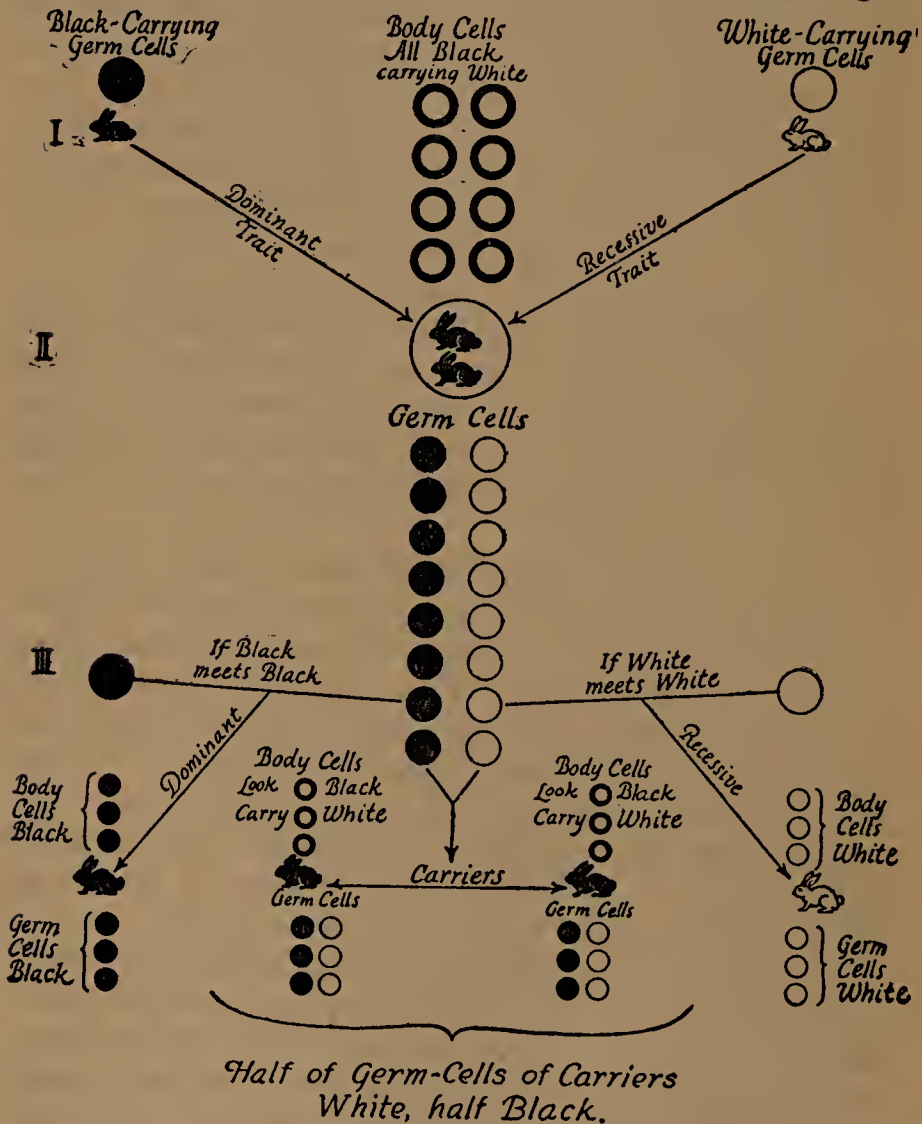 Black-Carrying
Germ Cells
Body Cells
All Black
carrying White
White-Carrying
Germ Cells
I
Dominant
Trait
Recessive
Trait
II
Germ Cells
III
If Black
meets Black
If White
meets White
Dominant
Recessive
Body
Cells
Black
Body Cells
Look Black
Carry White
Body Cells
Look Black
Carry White
Body
Cells
White
Carriers
Germ Cells
Germ Cells
Germ
Cells
Black
Germ
Cells
White
Half of Germ-Cells of Carriers
White, half Black.